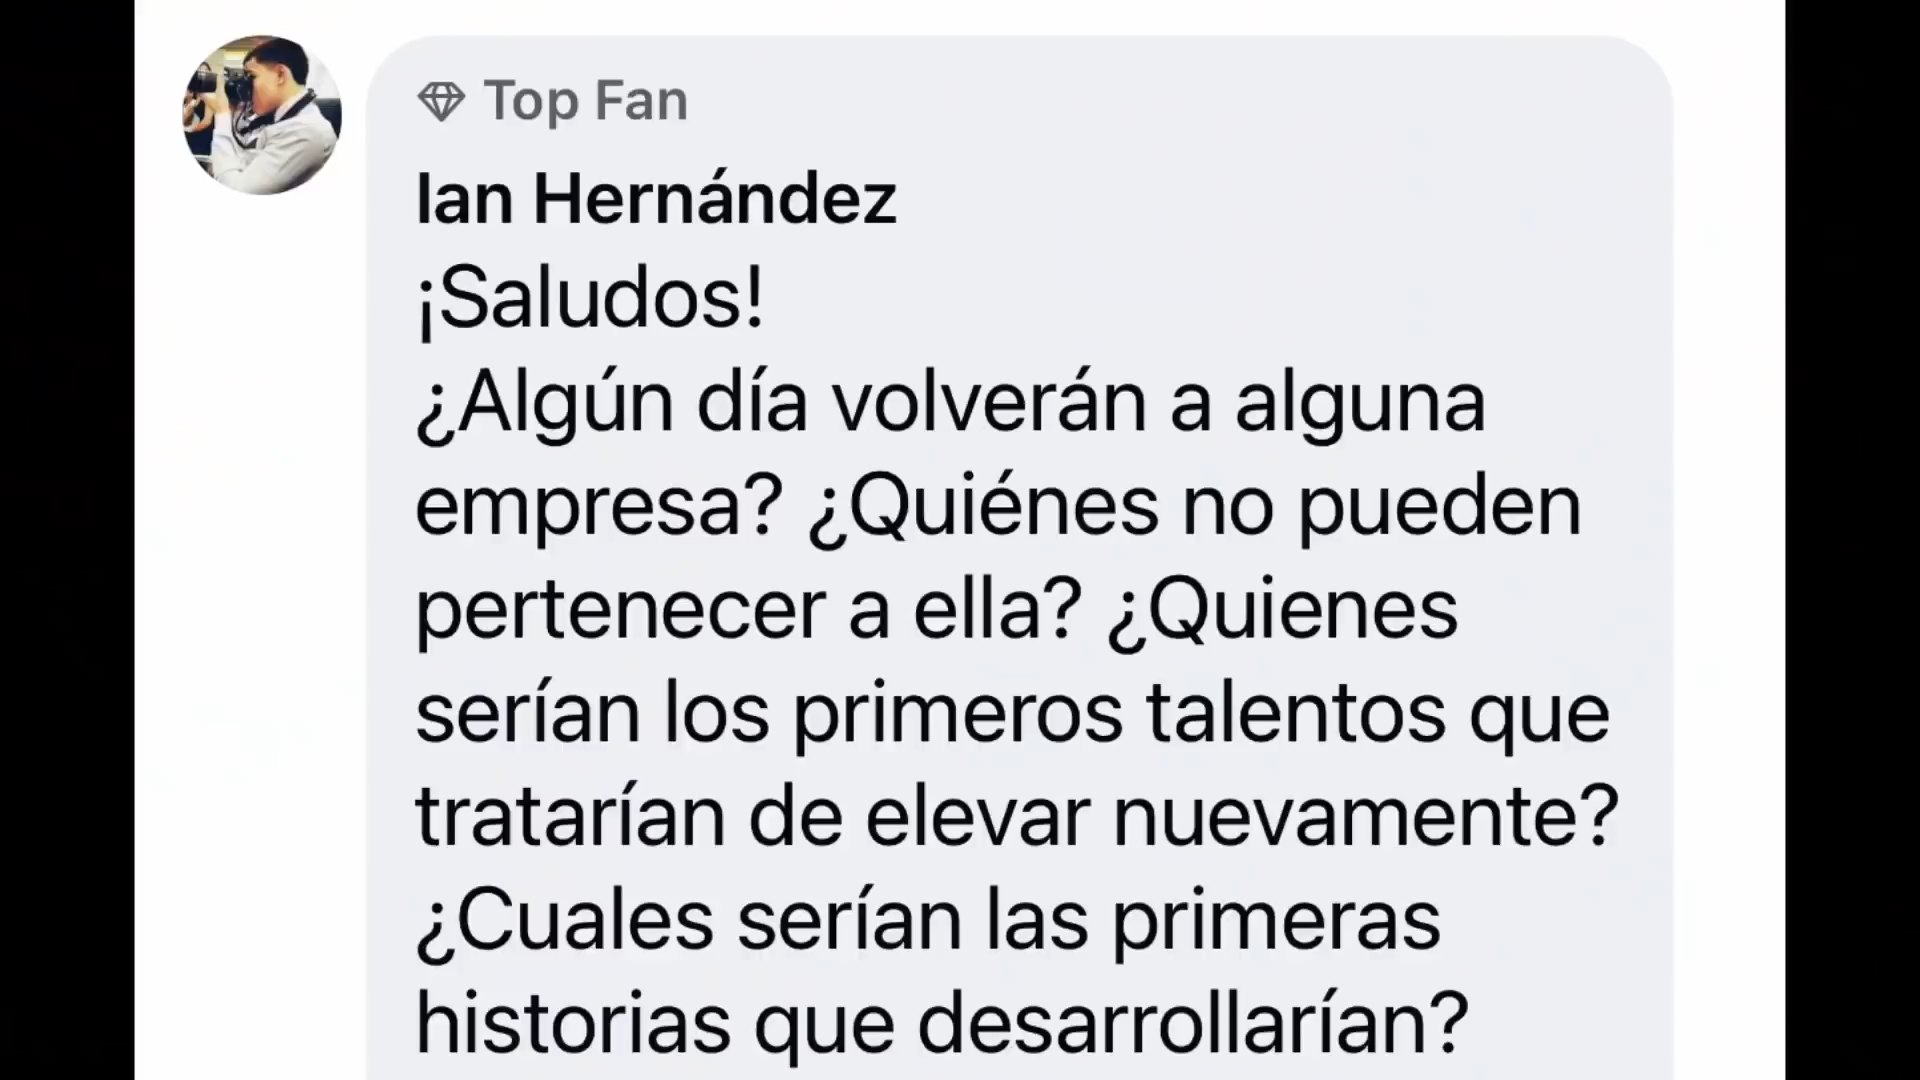 Top Fan
Ian Hernández
¡Saludos!
¿Algún día volverán a alguna
empresa? ¿Quiénes no pueden
pertenecer a ella? ¿Quienes
serían los primeros talentos que
tratarían de elevar nuevamente?
¿Cuales serían las primeras
historias que desarrollarían?